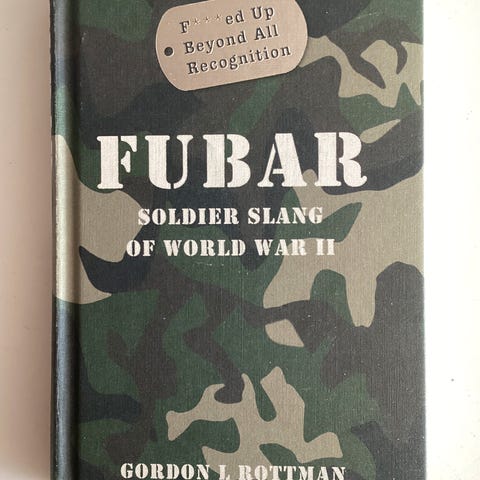 F***ed Up
Beyond All
Recognition
FUBAR
SOLDIER SLANG
OF WORLD WAR II
GORDON L ROTTMAN